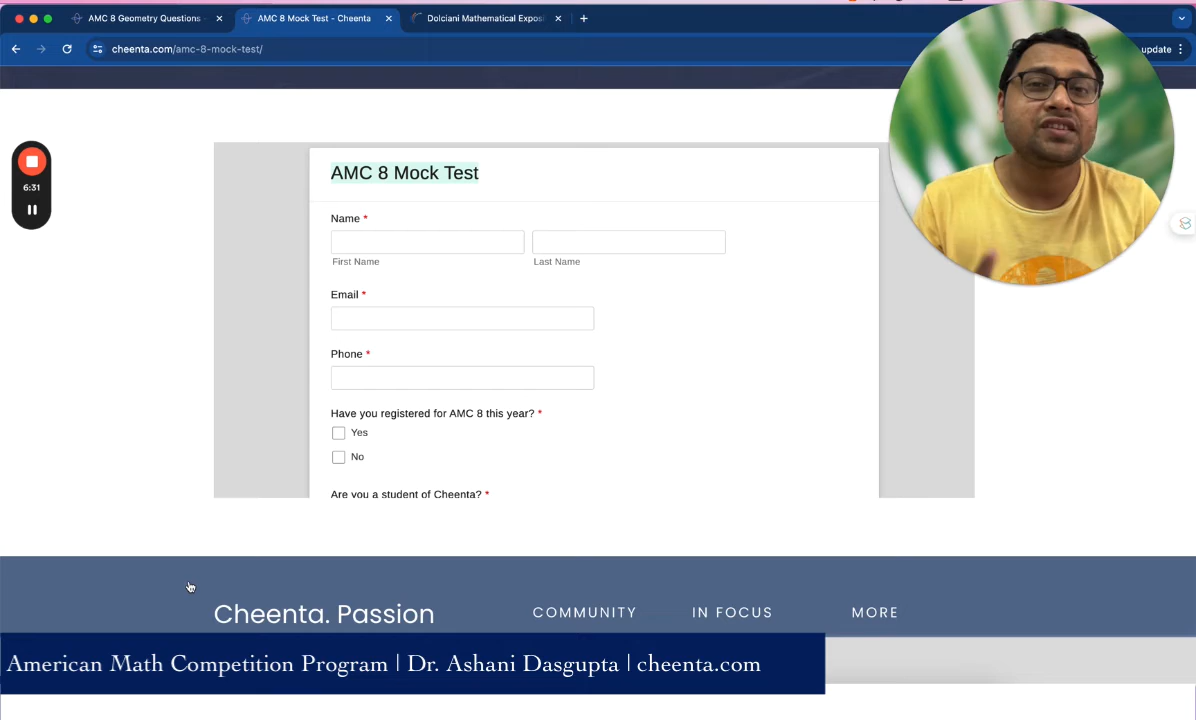 AMC 8 Geometry Questions
AMC 8 Mock Test - Cheenta
Dolciani Mathematical Exposi
cheenta.com/amc-8-mock-test/
update
6:31
AMC 8 Mock Test
Name *
First Name
Last Name
Email *
Phone *
Have you registered for AMC 8 this year? *
Yes
No
Are you a student of Cheenta? *
Cheenta. Passion
COMMUNITY
IN FOCUS
MORE
American Math Competition Program | Dr. Ashani Dasgupta | cheenta.com